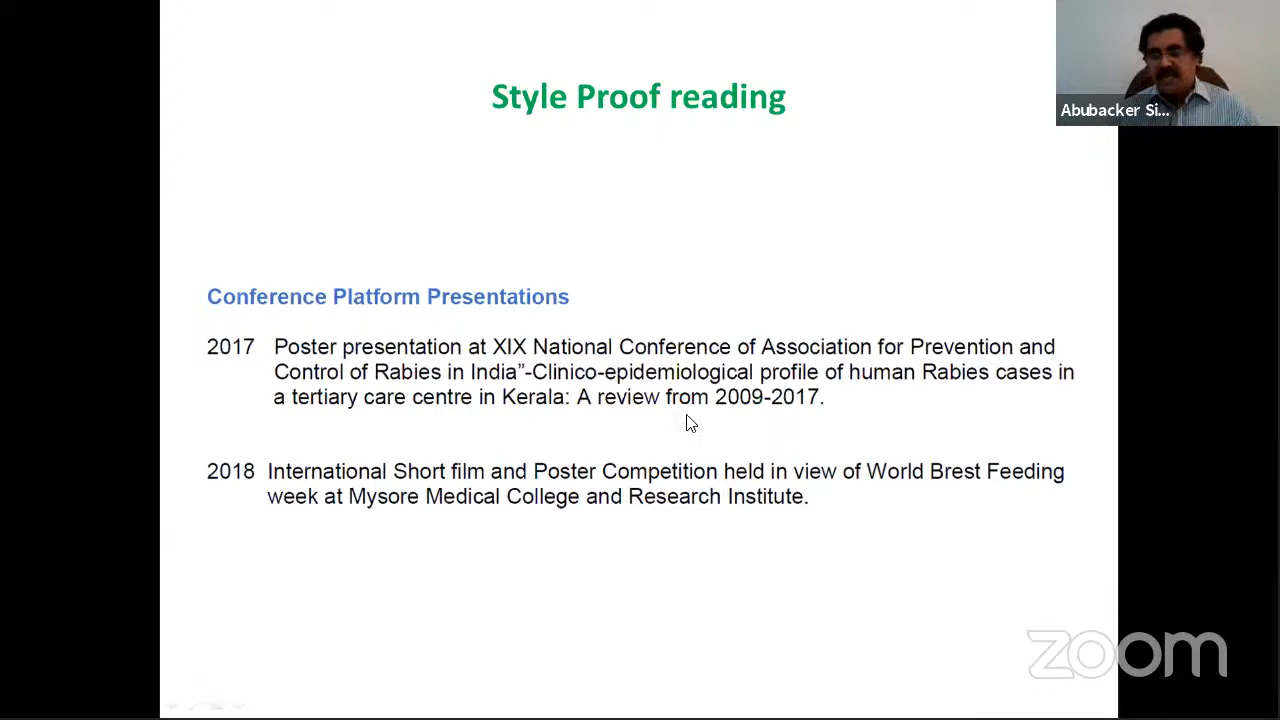 Style Proof reading
Abubacker Si...
Conference Platform Presentations
2017 Poster presentation at XIX National Conference of Association for Prevention and
Control of Rabies in India”-Clinico-epidemiological profile of human Rabies cases in
a tertiary care centre in Kerala: A review from 2009-2017.
2018 International Short film and Poster Competition held in view of World Brest Feeding
week at Mysore Medical College and Research Institute.
zoom